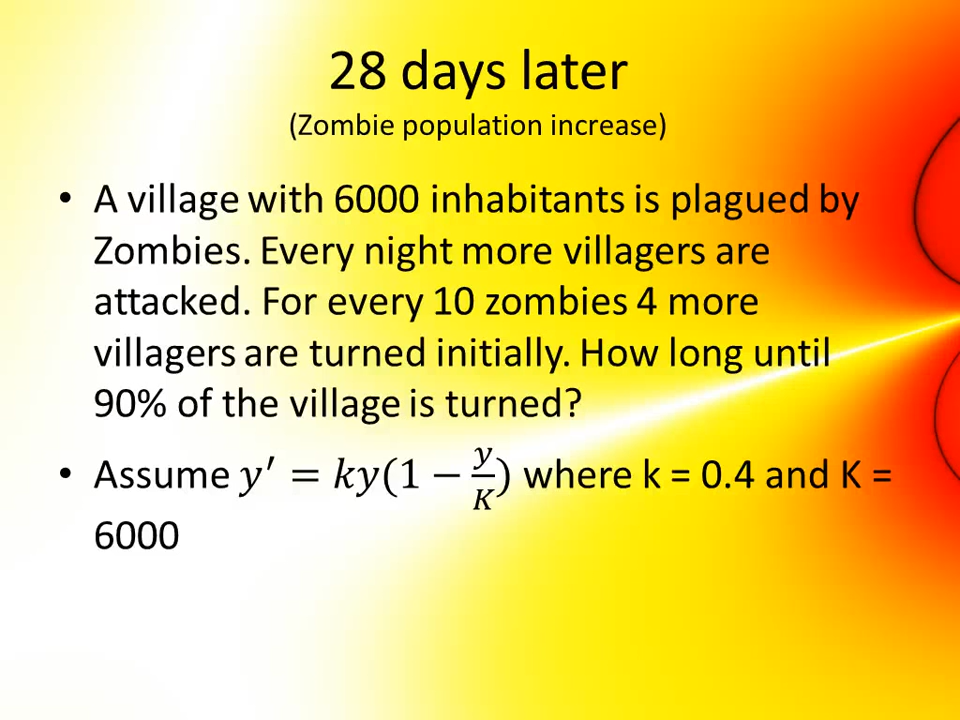 28 days later
(Zombie population increase)
• A village with 6000 inhabitants is plagued by
Zombies. Every night more villagers are
attacked. For every 10 zombies 4 more
villagers are turned initially. How long until
90% of the village is turned?
• Assume y′ = ky(1 − y/K) where k = 0.4 and K =
6000